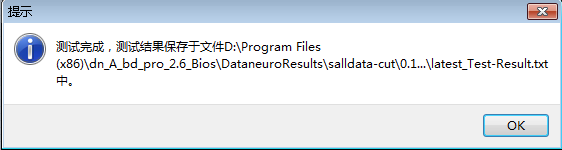 提示
测试完成，测试结果保存于文件D:\Program Files
(x86)\dn_A_bd_pro_2.6_Bios\DataneuroResults\salldata-cut\0.1...\latest_Test-Result.txt
中。
OK